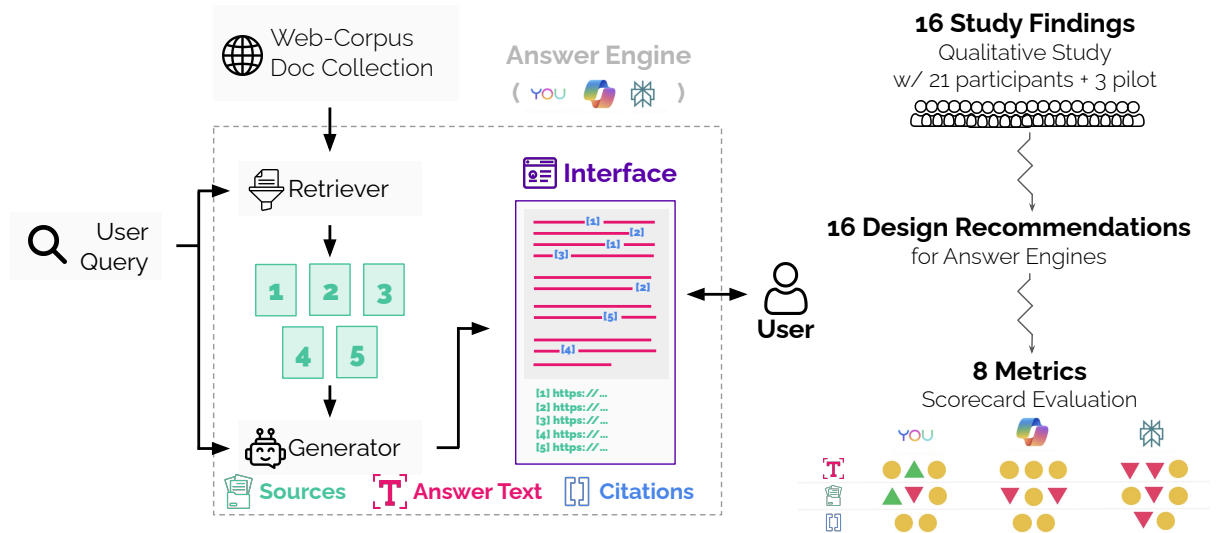 Web-Corpus
Doc Collection
Answer Engine
( YOU )
User
Query
Retriever
1 2 3
4 5
Generator
Interface
[1]
[2]
[1]
[3]
[2]
[5]
[4]
[1] https://...
[2] https://...
[3] https://...
[4] https://...
[5] https://...
Sources
T Answer Text
[] Citations
User
16 Study Findings
Qualitative Study
w/ 21 participants + 3 pilot
16 Design Recommendations
for Answer Engines
8 Metrics
Scorecard Evaluation
YOU
T
[]